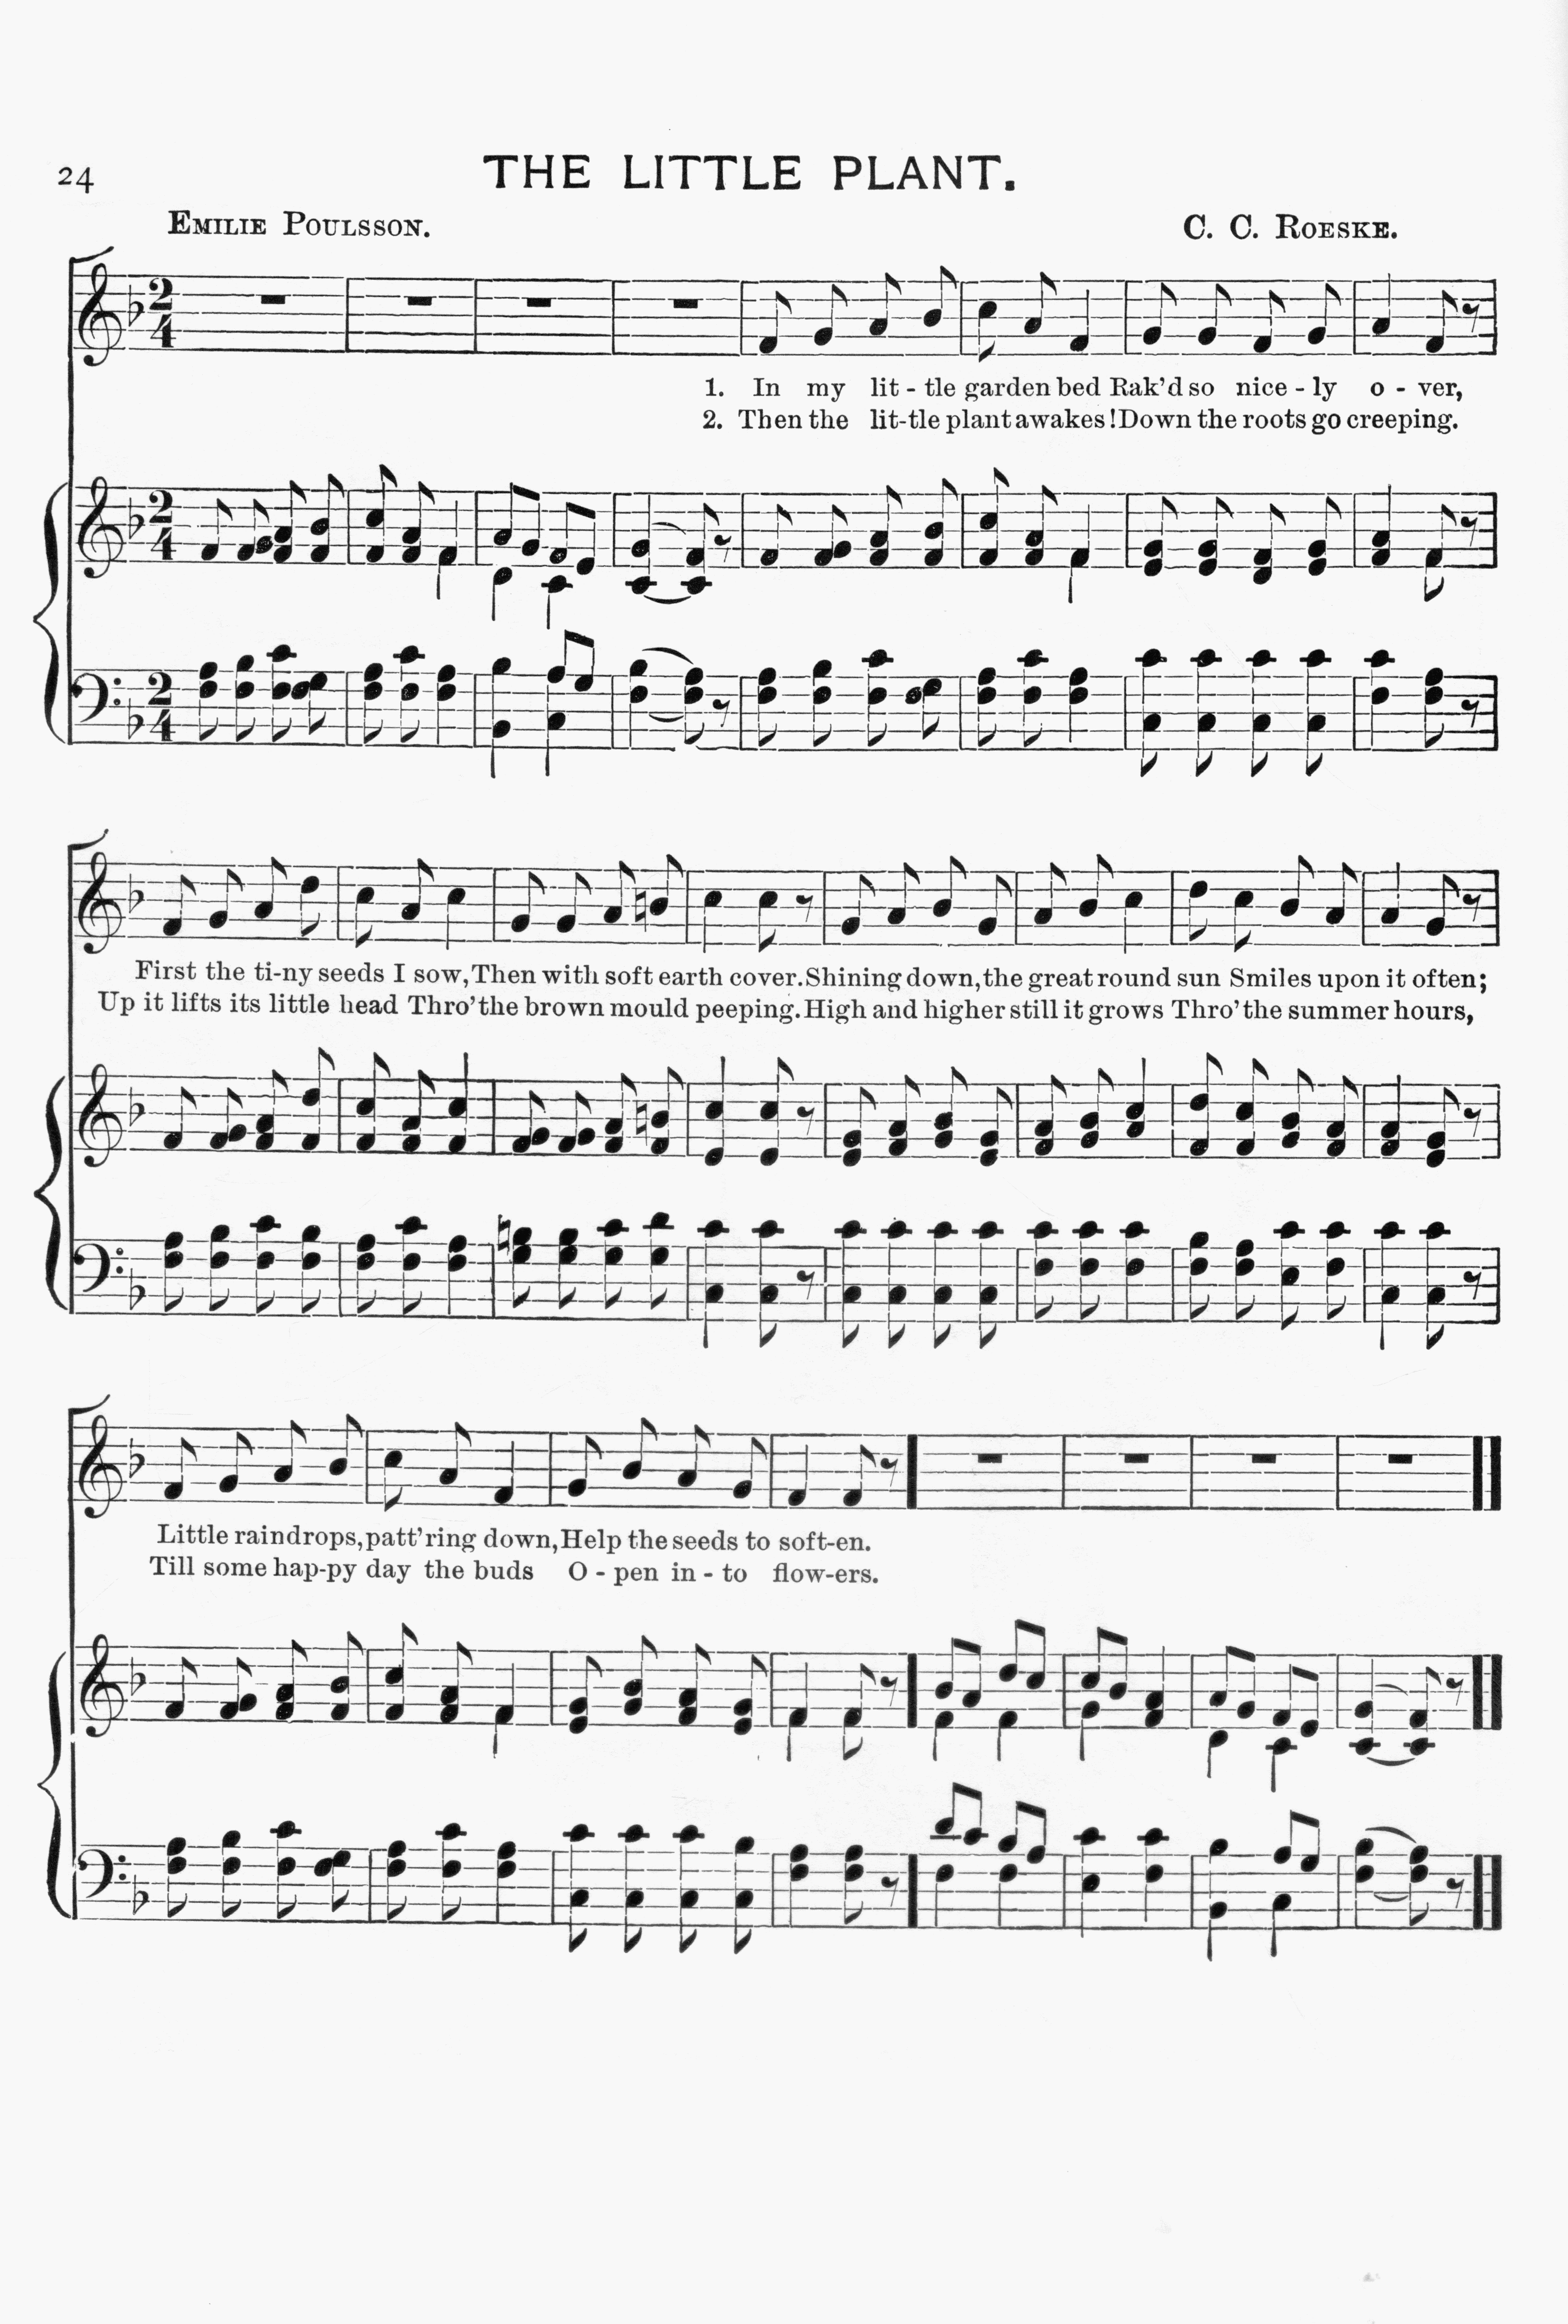 24
THE LITTLE PLANT.
EMILIE POULSSON.
C. C. ROESKE.
1. In my lit - tle garden bed Rak'd so nice - ly o - ver,
2. Then the lit-tle plant awakes! Down the roots go creeping.
First the ti-ny seeds I sow, Then with soft earth cover. Shining down, the great round sun Smiles upon it often;
Up it lifts its little head Thro' the brown mould peeping. High and higher still it grows Thro' the summer hours,
Little raindrops, patt'ring down, Help the seeds to soft-en.
Till some hap-py day the buds O - pen in - to flow-ers.